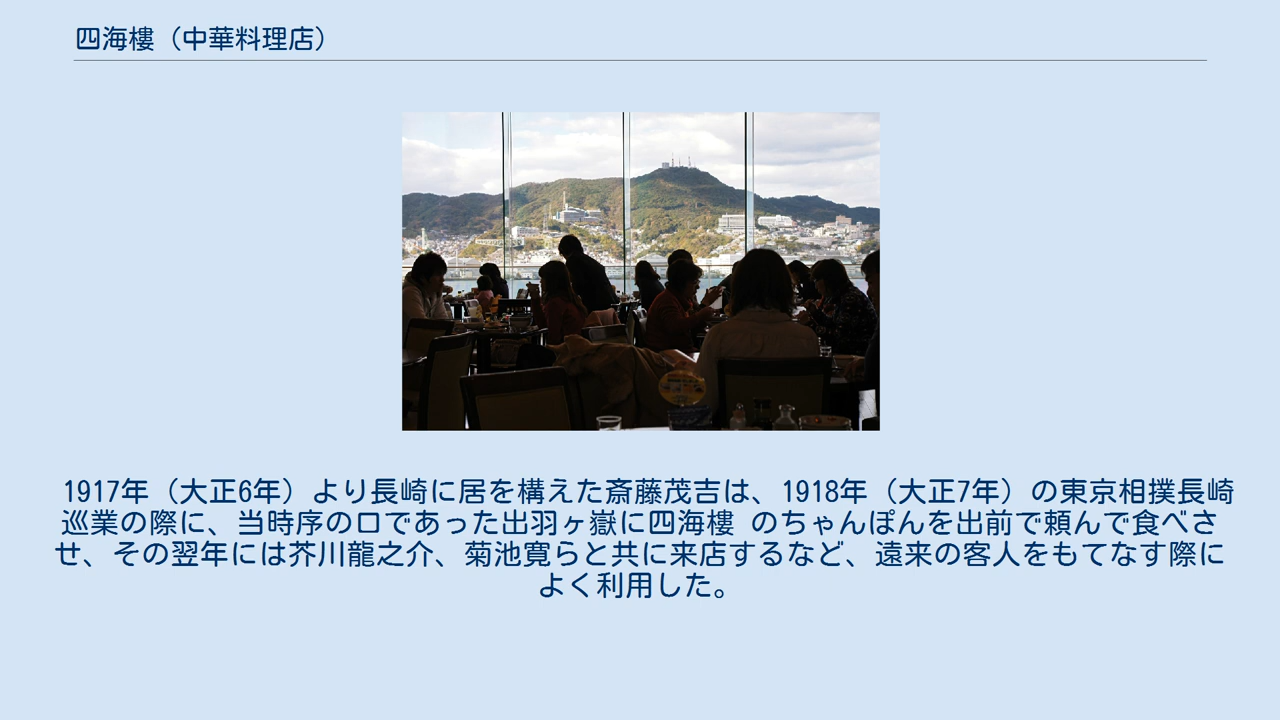 四海樓（中華料理店）
1917年（大正6年）より長崎に居を構えた斎藤茂吉は、1918年（大正7年）の東京相撲長崎
巡業の際に、当時序の口であった出羽ヶ嶽に四海樓 のちゃんぽんを出前で頼んで食べさ
せ、その翌年には芥川龍之介、菊池寛らと共に来店するなど、遠来の客人をもてなす際に
よく利用した。